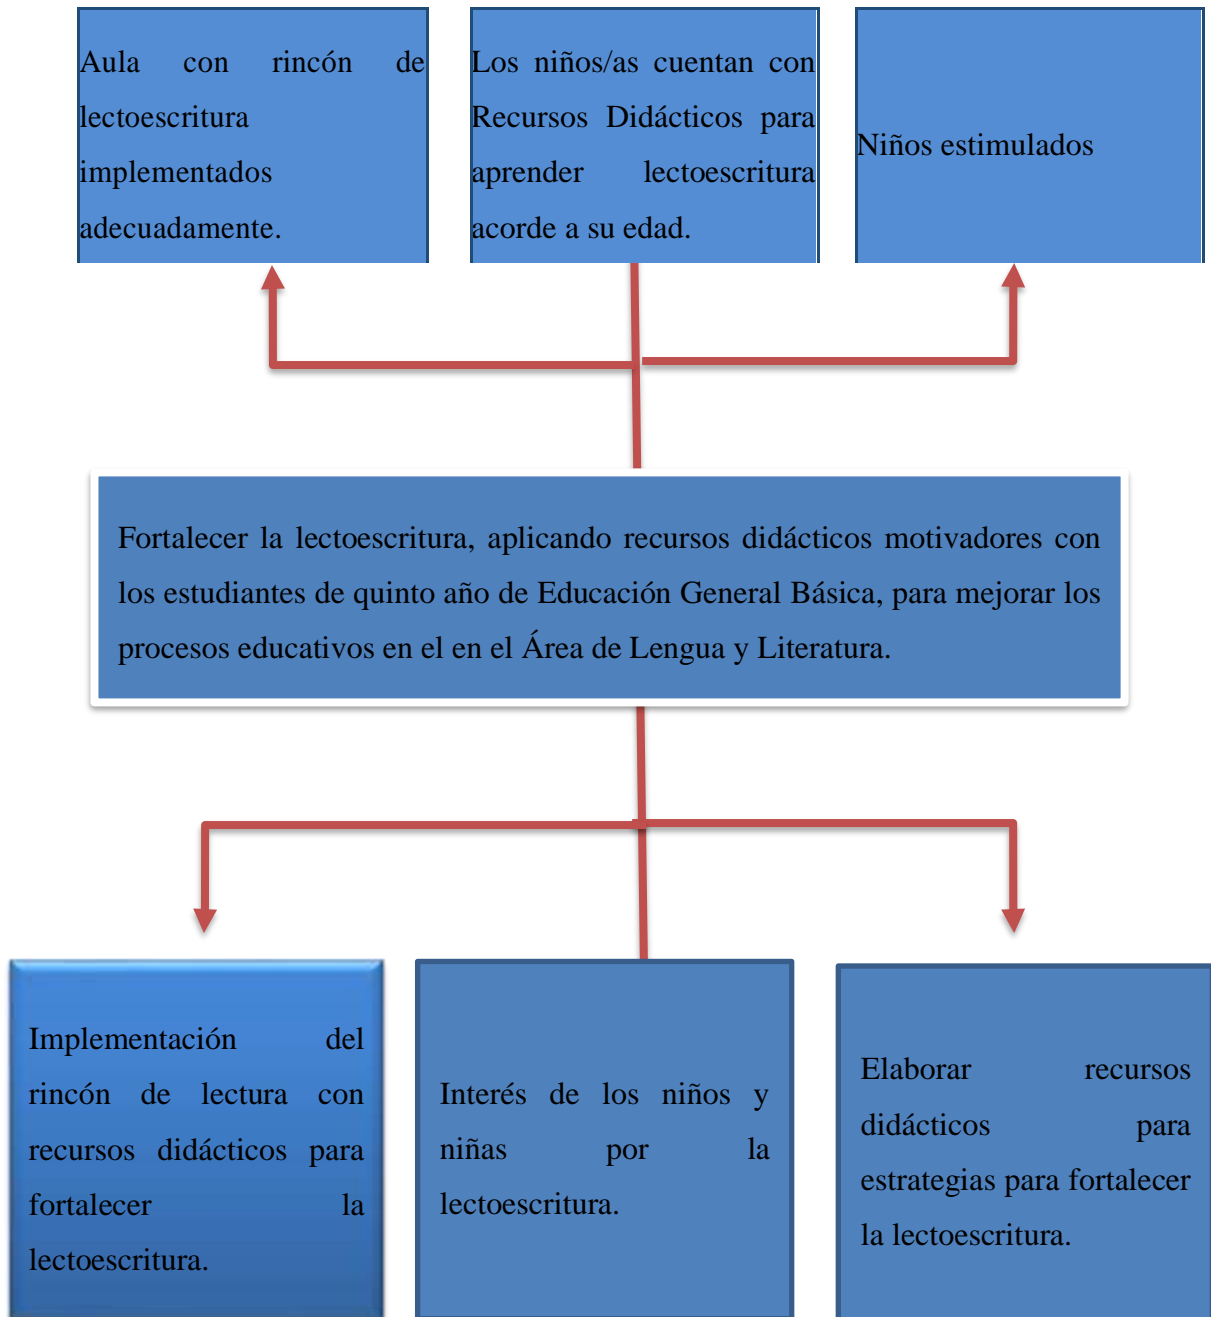 Aula con rincón de
lectoescritura
implementados
adecuadamente.
Los niños/as cuentan con
Recursos Didácticos para
aprender lectoescritura
acorde a su edad.
Niños estimulados
Fortalecer la lectoescritura, aplicando recursos didácticos motivadores con
los estudiantes de quinto año de Educación General Básica, para mejorar los
procesos educativos en el en el Área de Lengua y Literatura.
Implementación del
rincón de lectura con
recursos didácticos para
fortalecer la
lectoescritura.
Interés de los niños y
niñas por la
lectoescritura.
Elaborar recursos
didácticos para
estrategias para fortalecer
la lectoescritura.